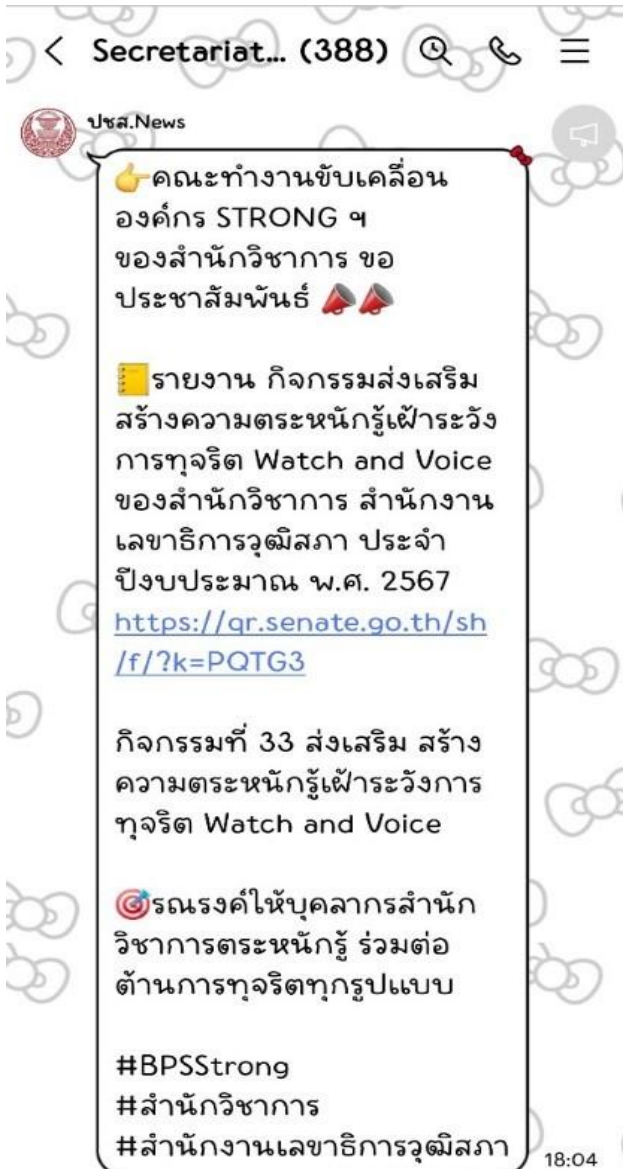 Secretariat... (388)
ปชส.News
👉คณะทำงานขับเคลื่อน
องค์กร STRONG ฯ
ของสำนักวิชาการ ขอ
ประชาสัมพันธ์ 📣📣
📒รายงาน กิจกรรมส่งเสริม
สร้างความตระหนักรู้เฝ้าระวัง
การทุจริต Watch and Voice
ของสำนักวิชาการ สำนักงาน
เลขาธิการวุฒิสภา ประจำ
ปีงบประมาณ พ.ศ. 2567
https://qr.senate.go.th/sh
/f/?k=PQTG3
กิจกรรมที่ 33 ส่งเสริม สร้าง
ความตระหนักรู้เฝ้าระวังการ
ทุจริต Watch and Voice
🎯รณรงค์ให้บุคลากรสำนัก
วิชาการตระหนักรู้ ร่วมต่อ
ต้านการทุจริตทุกรูปแบบ
#BPSStrong
#สำนักวิชาการ
#สำนักงานเลขาธิการวุฒิสภา
18:04